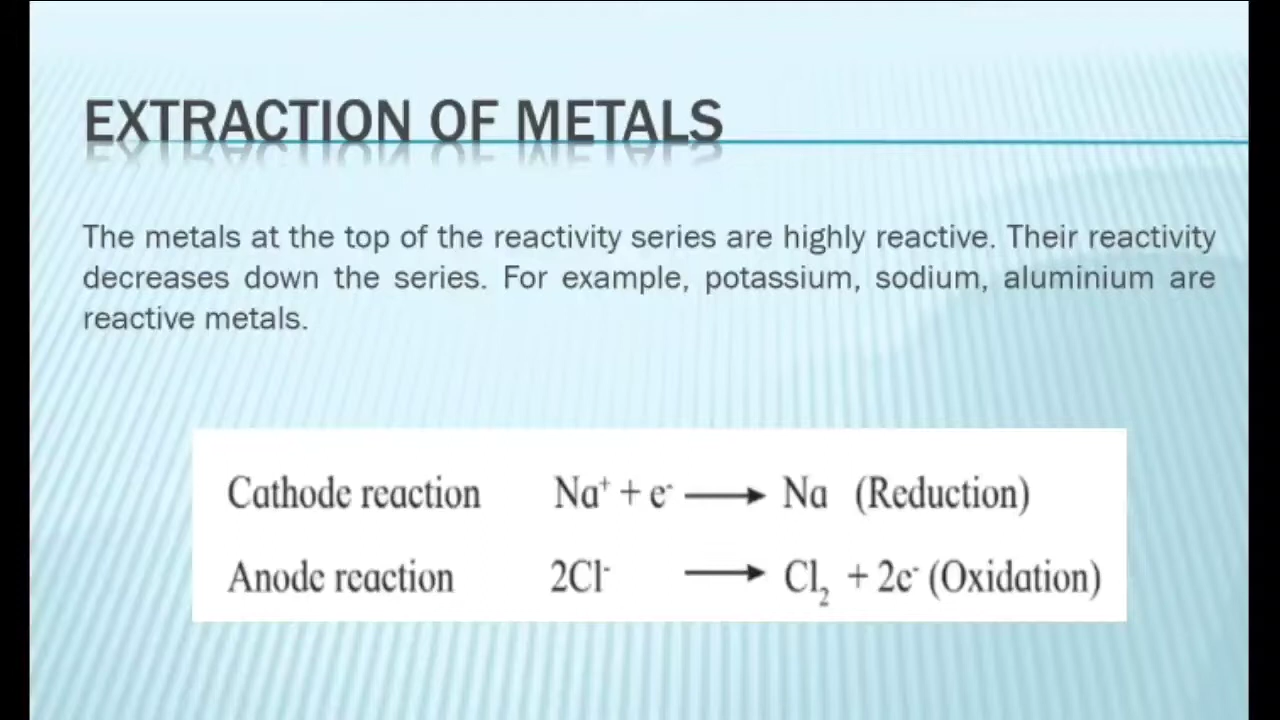 EXTRACTION OF METALS
The metals at the top of the reactivity series are highly reactive. Their reactivity
decreases down the series. For example, potassium, sodium, aluminium are
reactive metals.
Cathode reaction Na⁺ + e⁻ ⟶ Na (Reduction)
Anode reaction 2Cl⁻ ⟶ Cl₂ + 2e⁻ (Oxidation)